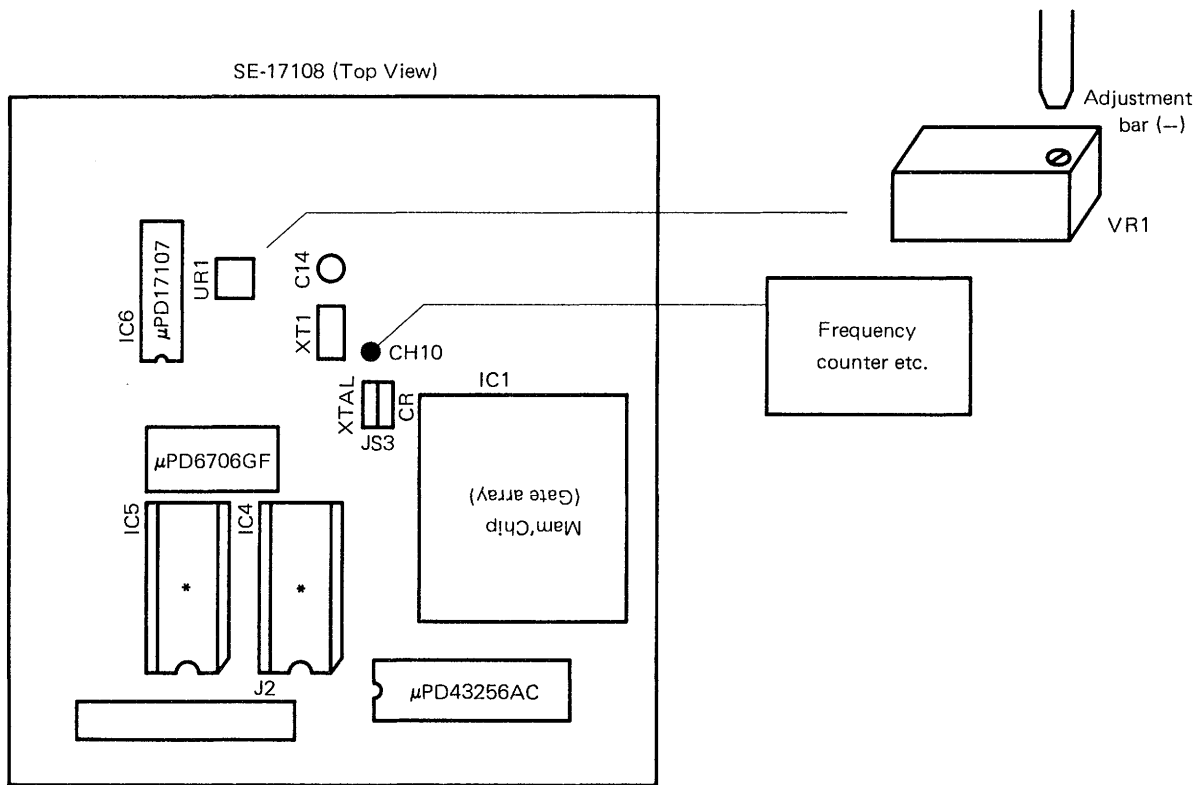 SE-17108 (Top View)
Adjustment
bar (--)
VR1
IC6
μPD17107
UR1
C14
XT1
CH10
Frequency
counter etc.
XTAL
CR
JS3
IC1
μPD6706GF
IC5
IC4
Mam'Chip
(Gate array)
*
*
J2
μPD43256AC